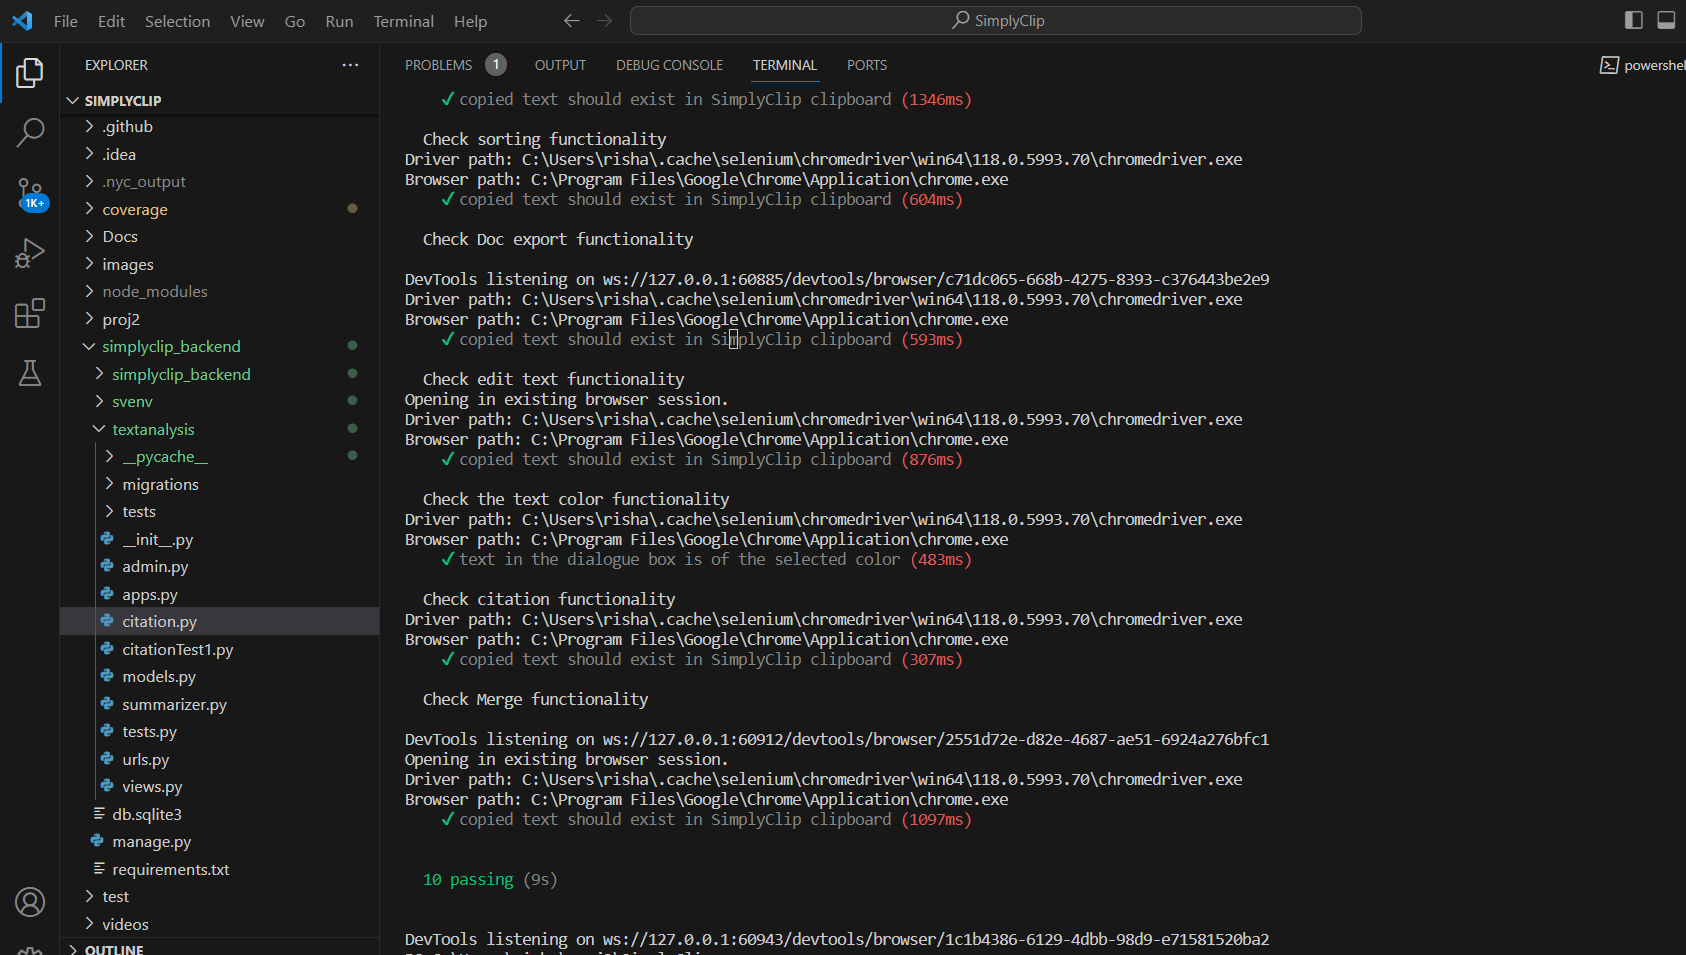 File Edit Selection View Go Run Terminal Help
SimplyClip
EXPLORER
SIMPLYCLIP
.github
.idea
.nyc_output
coverage
Docs
images
node_modules
proj2
simplyclip_backend
simplyclip_backend
svenv
textanalysis
__pycache__
migrations
tests
__init__.py
admin.py
apps.py
citation.py
citationTest1.py
models.py
summarizer.py
tests.py
urls.py
views.py
db.sqlite3
manage.py
requirements.txt
test
videos
OUTLINE
1K+
PROBLEMS 1 OUTPUT DEBUG CONSOLE TERMINAL PORTS
✓ copied text should exist in SimplyClip clipboard (1346ms)
Check sorting functionality
Driver path: C:\Users\risha\.cache\selenium\chromedriver\win64\118.0.5993.70\chromedriver.exe
Browser path: C:\Program Files\Google\Chrome\Application\chrome.exe
✓ copied text should exist in SimplyClip clipboard (604ms)
Check Doc export functionality
DevTools listening on ws://127.0.0.1:60885/devtools/browser/c71dc065-668b-4275-8393-c376443be2e9
Driver path: C:\Users\risha\.cache\selenium\chromedriver\win64\118.0.5993.70\chromedriver.exe
Browser path: C:\Program Files\Google\Chrome\Application\chrome.exe
✓ copied text should exist in SimplyClip clipboard (593ms)
Check edit text functionality
Opening in existing browser session.
Driver path: C:\Users\risha\.cache\selenium\chromedriver\win64\118.0.5993.70\chromedriver.exe
Browser path: C:\Program Files\Google\Chrome\Application\chrome.exe
✓ copied text should exist in SimplyClip clipboard (876ms)
Check the text color functionality
Driver path: C:\Users\risha\.cache\selenium\chromedriver\win64\118.0.5993.70\chromedriver.exe
Browser path: C:\Program Files\Google\Chrome\Application\chrome.exe
✓ text in the dialogue box is of the selected color (483ms)
Check citation functionality
Driver path: C:\Users\risha\.cache\selenium\chromedriver\win64\118.0.5993.70\chromedriver.exe
Browser path: C:\Program Files\Google\Chrome\Application\chrome.exe
✓ copied text should exist in SimplyClip clipboard (307ms)
Check Merge functionality
DevTools listening on ws://127.0.0.1:60912/devtools/browser/2551d72e-d82e-4687-ae51-6924a276bfc1
Opening in existing browser session.
Driver path: C:\Users\risha\.cache\selenium\chromedriver\win64\118.0.5993.70\chromedriver.exe
Browser path: C:\Program Files\Google\Chrome\Application\chrome.exe
✓ copied text should exist in SimplyClip clipboard (1097ms)
10 passing (9s)
DevTools listening on ws://127.0.0.1:60943/devtools/browser/1c1b4386-6129-4dbb-98d9-e71581520ba2
powershel